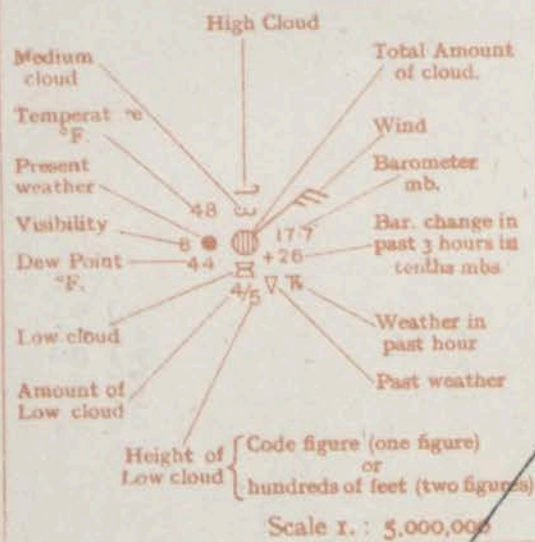 High Cloud
Medium
cloud
Total Amount
of cloud.
Temperat e
°F.
Wind
Present
weather
Barometer
mb.
48
Visibility
8
177
Bar. change in
past 3 hours in
tenths mbs
+26
Dew Point
°F.
44
4/5
Low cloud
Weather in
past hour
Amount of
Low cloud
Past weather
Height of
Low cloud
Code figure (one figure)
or
hundreds of feet (two figures)
Scale 1. : 5,000,000